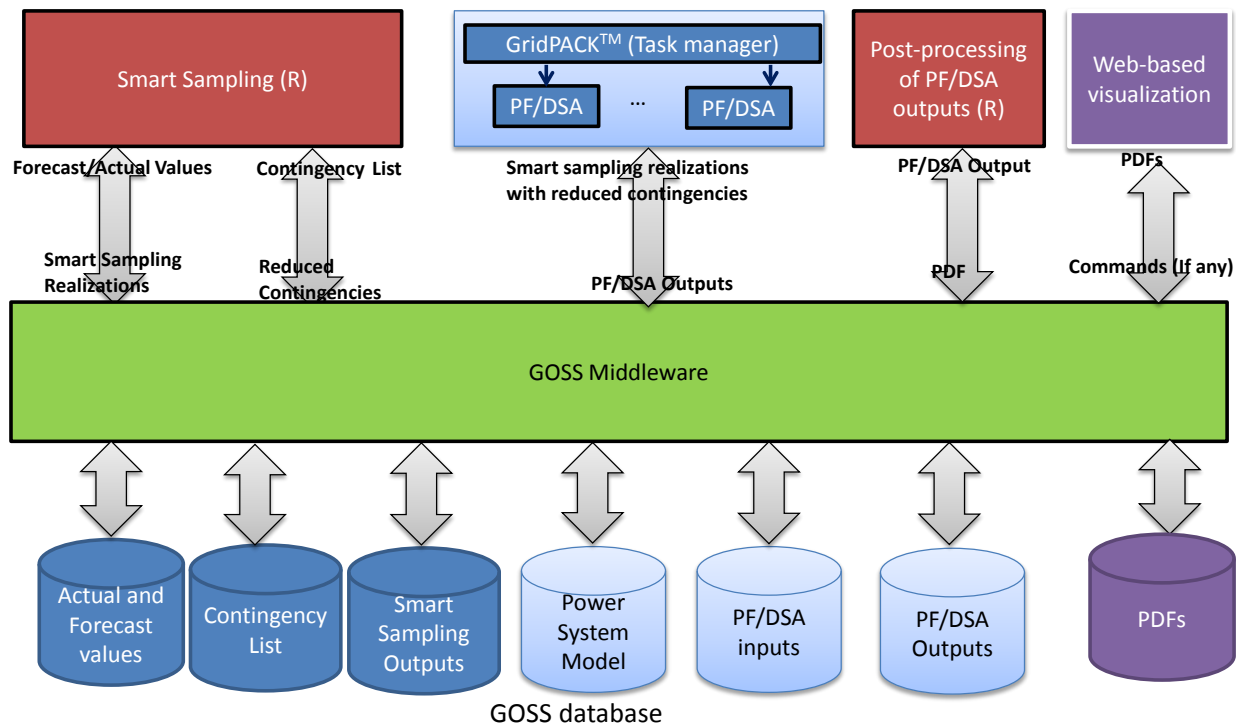 Smart Sampling (R)
GridPACK™ (Task manager)
PF/DSA
...
PF/DSA
Post-processing
of PF/DSA
outputs (R)
Web-based
visualization
Forecast/Actual Values
Contingency List
Smart sampling realizations
with reduced contingencies
PF/DSA Output
PDFs
Smart Sampling
Realizations
Reduced
Contingencies
PF/DSA Outputs
PDF
Commands (If any)
GOSS Middleware
Actual and
Forecast
values
Contingency
List
Smart
Sampling
Outputs
Power
System
Model
PF/DSA
inputs
PF/DSA
Outputs
PDFs
GOSS database